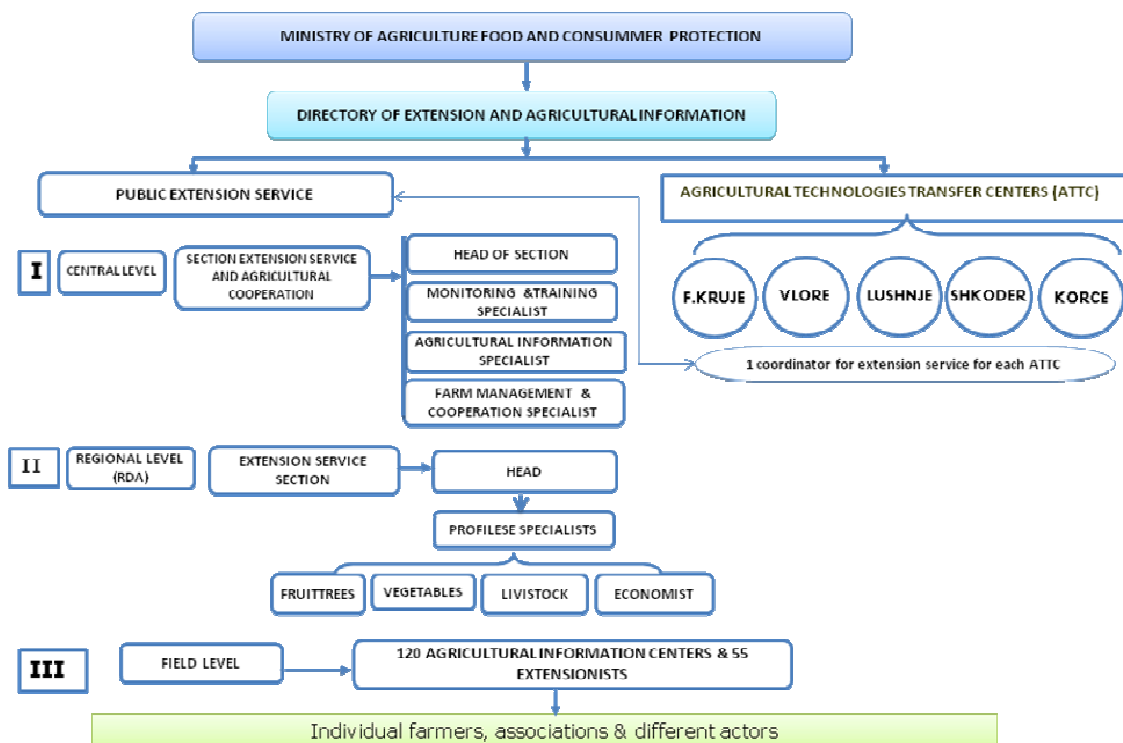 MINISTRY OF AGRICULTURE FOOD AND CONSUMMER PROTECTION
DIRECTORY OF EXTENSION AND AGRICULTURAL INFORMATION
PUBLIC EXTENSION SERVICE
AGRICULTURAL TECHNOLOGIES TRANSFER CENTERS (ATTC)
I
CENTRAL LEVEL
SECTION EXTENSION SERVICE
AND AGRICULTURAL
COOPERATION
HEAD OF SECTION
MONITORING &TRAINING
SPECIALIST
AGRICULTURAL INFORMATION
SPECIALIST
FARM MANAGEMENT &
COOPERATION SPECIALIST
F.KRUJE
VLORE
LUSHNJE
SHKODER
KORCE
1 coordinator for extension service for each ATTC
II
REGIONAL LEVEL
(RDA)
EXTENSION SERVICE
SECTION
HEAD
PROFILESE SPECIALISTS
FRUITTREES
VEGETABLES
LIVISTOCK
ECONOMIST
III
FIELD LEVEL
120 AGRICULTURAL INFORMATION CENTERS & 55
EXTENSIONISTS
Individual farmers, associations & different actors